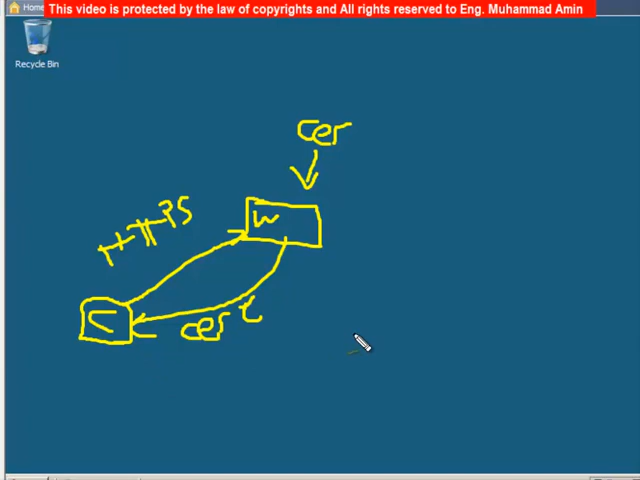 Home
This video is protected by the law of copyrights and All rights reserved to Eng. Muhammad Amin
Recycle Bin
Cer
W
HTTPS
C
cert